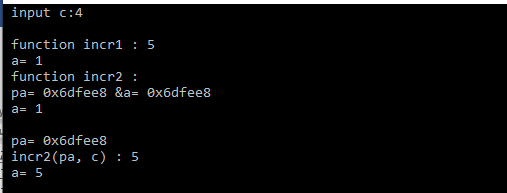 input c:4
function incr1 : 5
a= 1
function incr2 :
pa= 0x6dfee8 &a= 0x6dfee8
a= 1
pa= 0x6dfee8
incr2(pa, c) : 5
a= 5